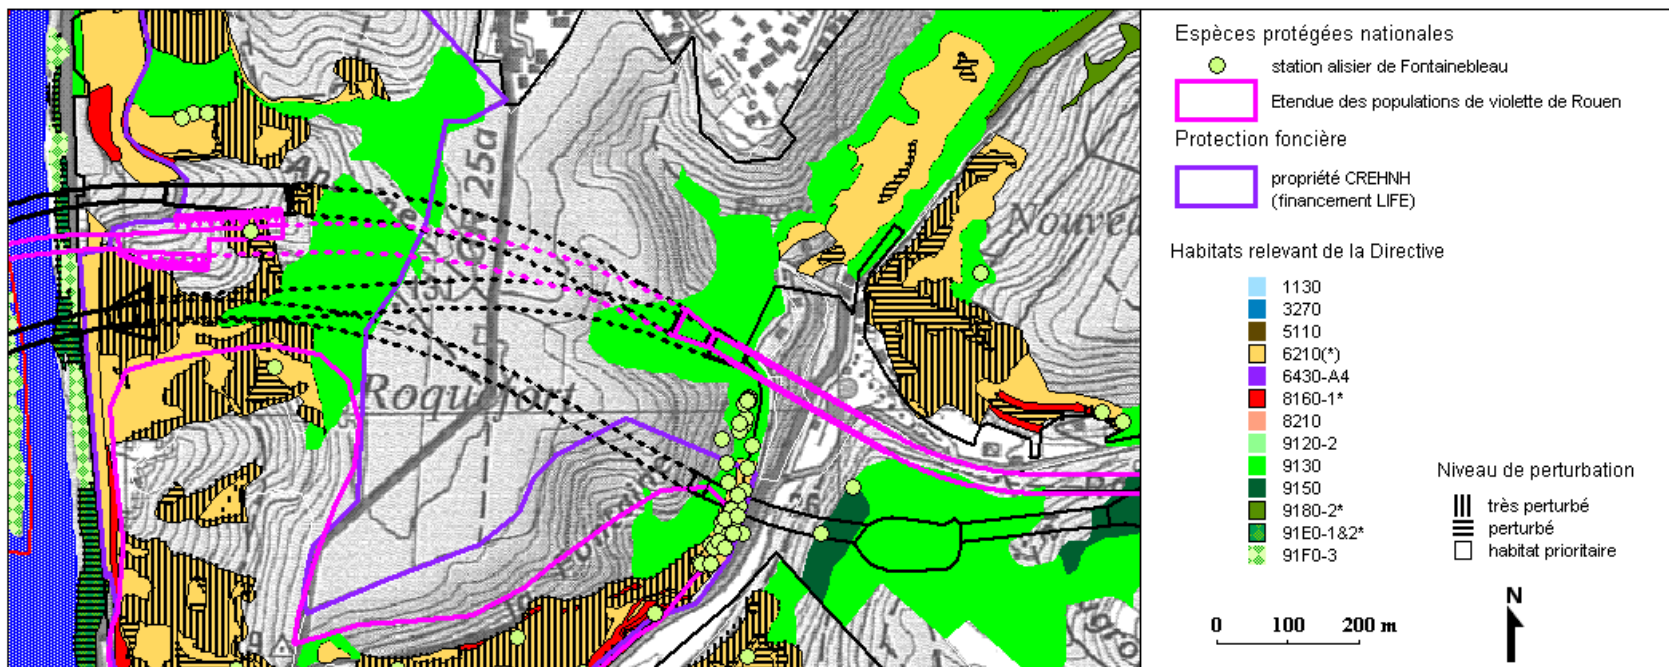 Espèces protégées nationales
station alisier de Fontainebleau
Etendue des populations de violette de Rouen
Protection foncière
propriété CREHNH
(financement LIFE)
Habitats relevant de la Directive
1130
3270
5110
6210(*)
6430-A4
8160-1*
8210
9120-2
9130
9150
9180-2*
91E0-1&2*
91F0-3
Niveau de perturbation
très perturbé
perturbé
habitat prioritaire
0 100 200 m
N
25a
Nouvea
131
Roquefort